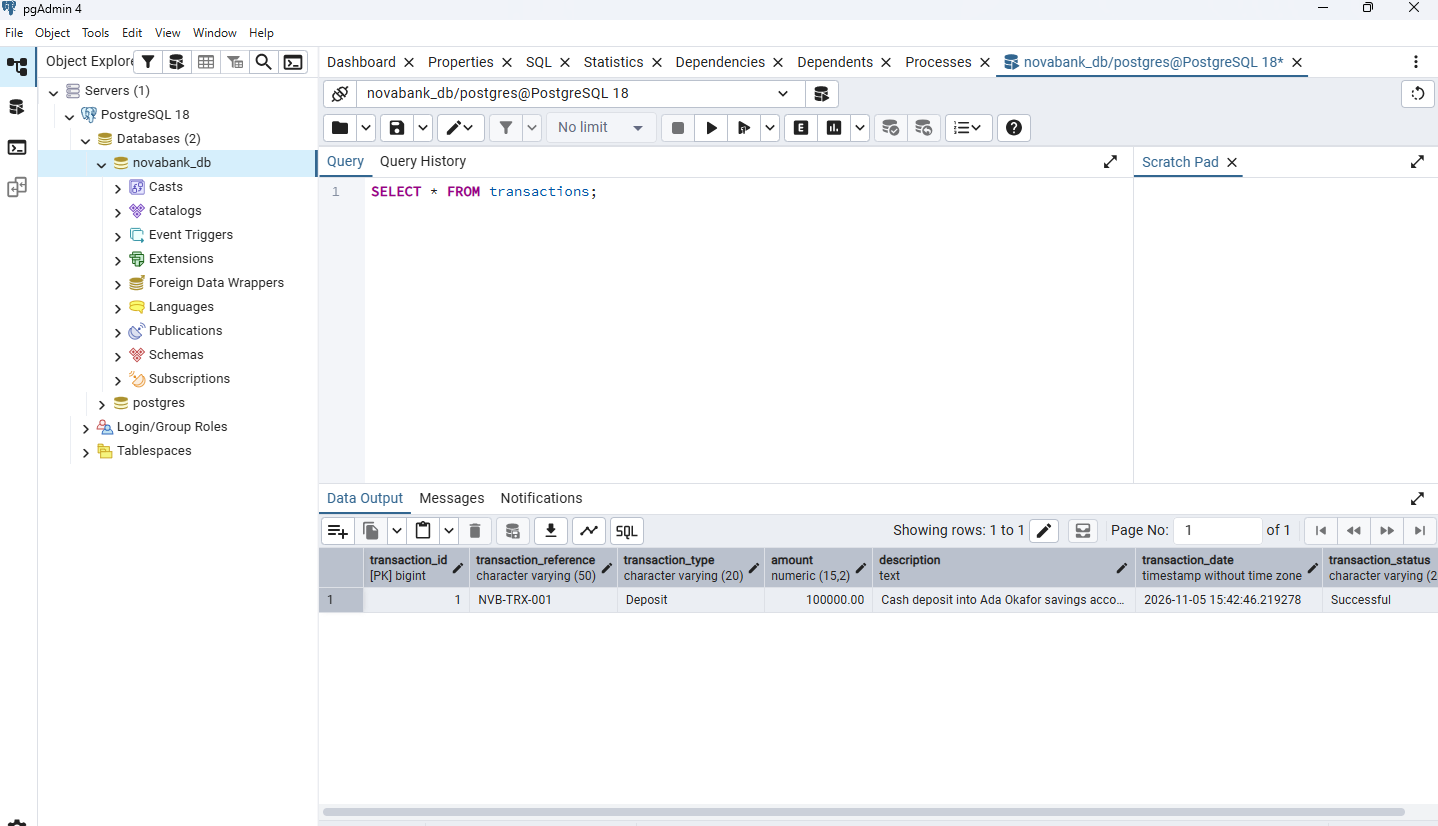 pgAdmin 4
File Object Tools Edit View Window Help
Object Explore
Dashboard Properties SQL Statistics Dependencies Dependents Processes novabank_db/postgres@PostgreSQL 18*
Servers (1)
PostgreSQL 18
Databases (2)
novabank_db
Casts
Catalogs
Event Triggers
Extensions
Foreign Data Wrappers
Languages
Publications
Schemas
Subscriptions
postgres
Login/Group Roles
Tablespaces
novabank_db/postgres@PostgreSQL 18
No limit
E
Query Query History
Scratch Pad
1 SELECT * FROM transactions;
Data Output Messages Notifications
SQL Showing rows: 1 to 1 Page No: 1 of 1
transaction_id transaction_reference transaction_type amount description transaction_date transaction_status
[PK] bigint character varying (50) character varying (20) numeric (15,2) text timestamp without time zone character varying (2
1 1 NVB-TRX-001 Deposit 100000.00 Cash deposit into Ada Okafor savings acco... 2026-11-05 15:42:46.219278 Successful